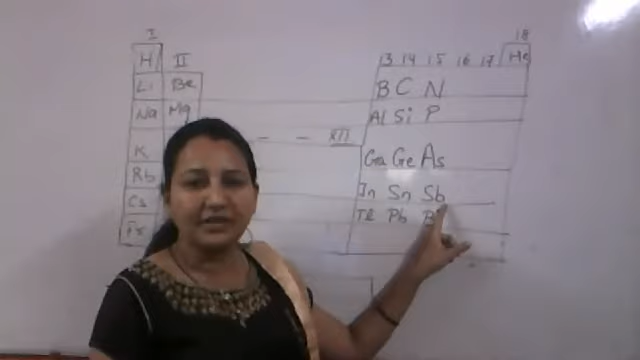 I 18
H II 13 14 15 16 17 He
Li Be B C N
Na Mg Al Si P
- - XII
K Ga Ge As
Rb In Sn Sb
Cs Tl Pb
Fr